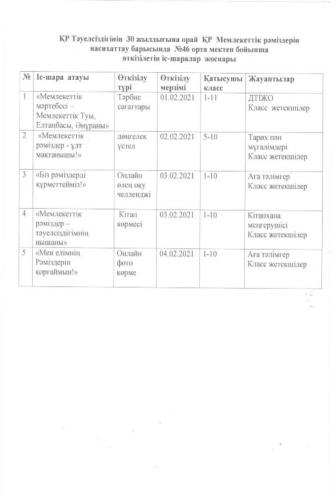 ҚР Тәуелсіздігінің 30 жылдығына орай ҚР Мемлекеттік рәміздерін
насихаттау барысында №46 орта мектеп бойынша
өткізілетін іс-шаралар жоспары
№ Іс-шара атауы Өткізілу түрі Өткізілу мерзімі Қатысушы класс Жауаптылар
1 «Мемлекеттік мәртебесі – Мемлекеттік Туы, Елтаңбасы, Әнұраны» Тәрбие сағаттары 01.02.2021 1-11 ДТІЖО Класс жетекшілер
2 «Мемлекеттік рәміздер - ұлт мақтанышы!» дөңгелек үстел 02.02.2021 5-10 Тарих пән мұғалімдері Класс жетекшілер
3 «Біз рәміздерді құрметтейміз!» Онлайн өлең оқу челленджі 03.02.2021 1-10 Аға тәлімгер Класс жетекшілер
4 «Мемлекеттік рәміздер – тәуелсіздігімнің нышаны» Кітап көрмесі 03.02.2021 1-10 Кітапхана меңгерушісі Класс жетекшілер
5 «Мен елімнің Рәміздерін қорғаймын!» Онлайн фото көрме 04.02.2021 1-10 Аға тәлімгер Класс жетекшілер